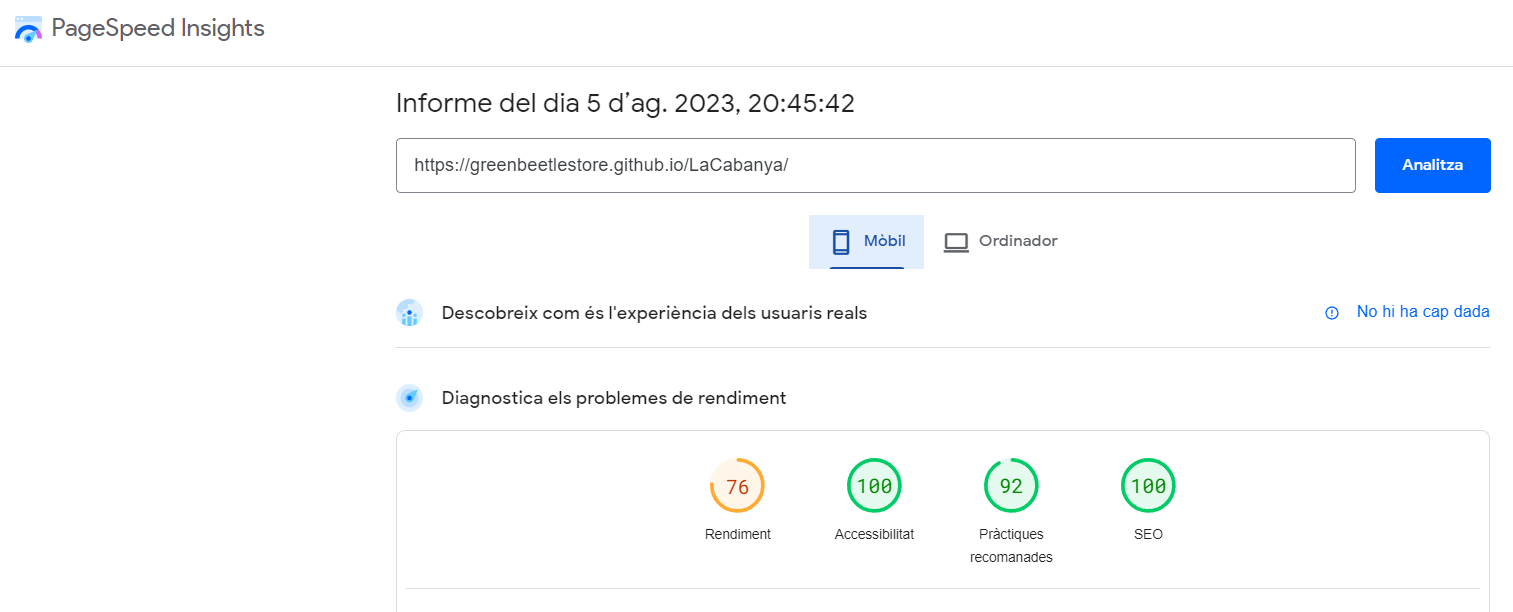 PageSpeed Insights
Informe del dia 5 d’ag. 2023, 20:45:42
https://greenbeetlestore.github.io/LaCabanya/
Analitza
Mòbil
Ordinador
Descobreix com és l'experiència dels usuaris reals
No hi ha cap dada
Diagnostica els problemes de rendiment
76
100
92
100
Rendiment
Accessibilitat
Pràctiques
recomanades
SEO